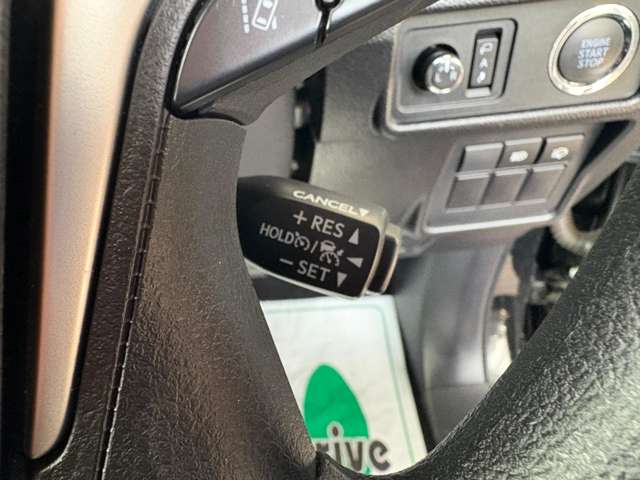 ENGINE
START
STOP
A
L R
CANCEL
+ RES
HOLD /
- SET
rive